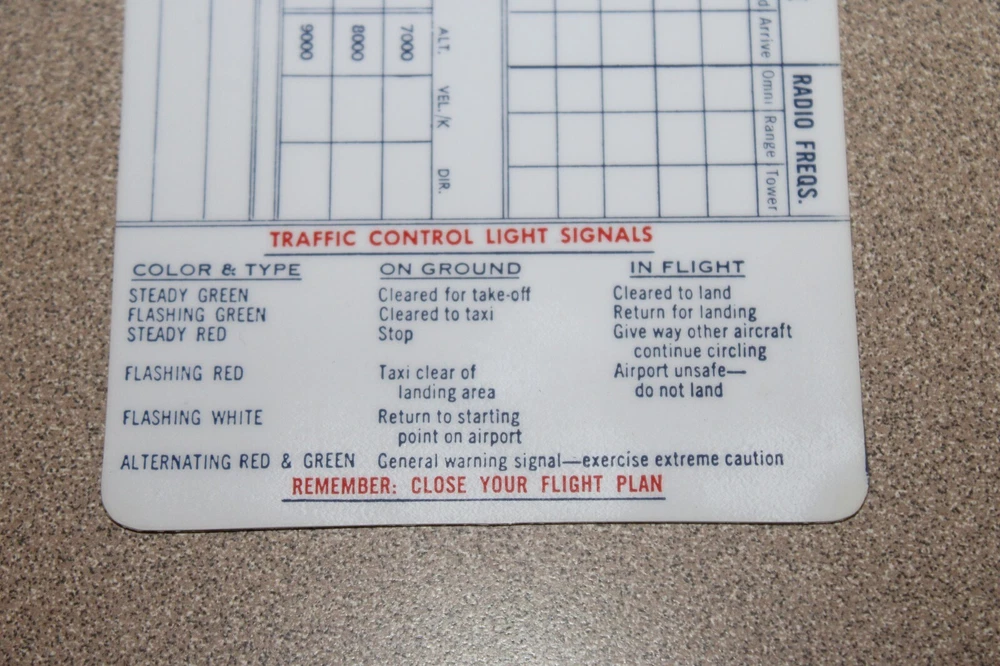 ALT. VEL./K DIR.
7000
8000
9000
RADIO FREQS.
Arrive Omni Range Tower
TRAFFIC CONTROL LIGHT SIGNALS
COLOR & TYPE ON GROUND IN FLIGHT
STEADY GREEN Cleared for take-off Cleared to land
FLASHING GREEN Cleared to taxi Return for landing
STEADY RED Stop Give way other aircraft
continue circling
FLASHING RED Taxi clear of Airport unsafe—
landing area do not land
FLASHING WHITE Return to starting
point on airport
ALTERNATING RED & GREEN General warning signal—exercise extreme caution
REMEMBER: CLOSE YOUR FLIGHT PLAN